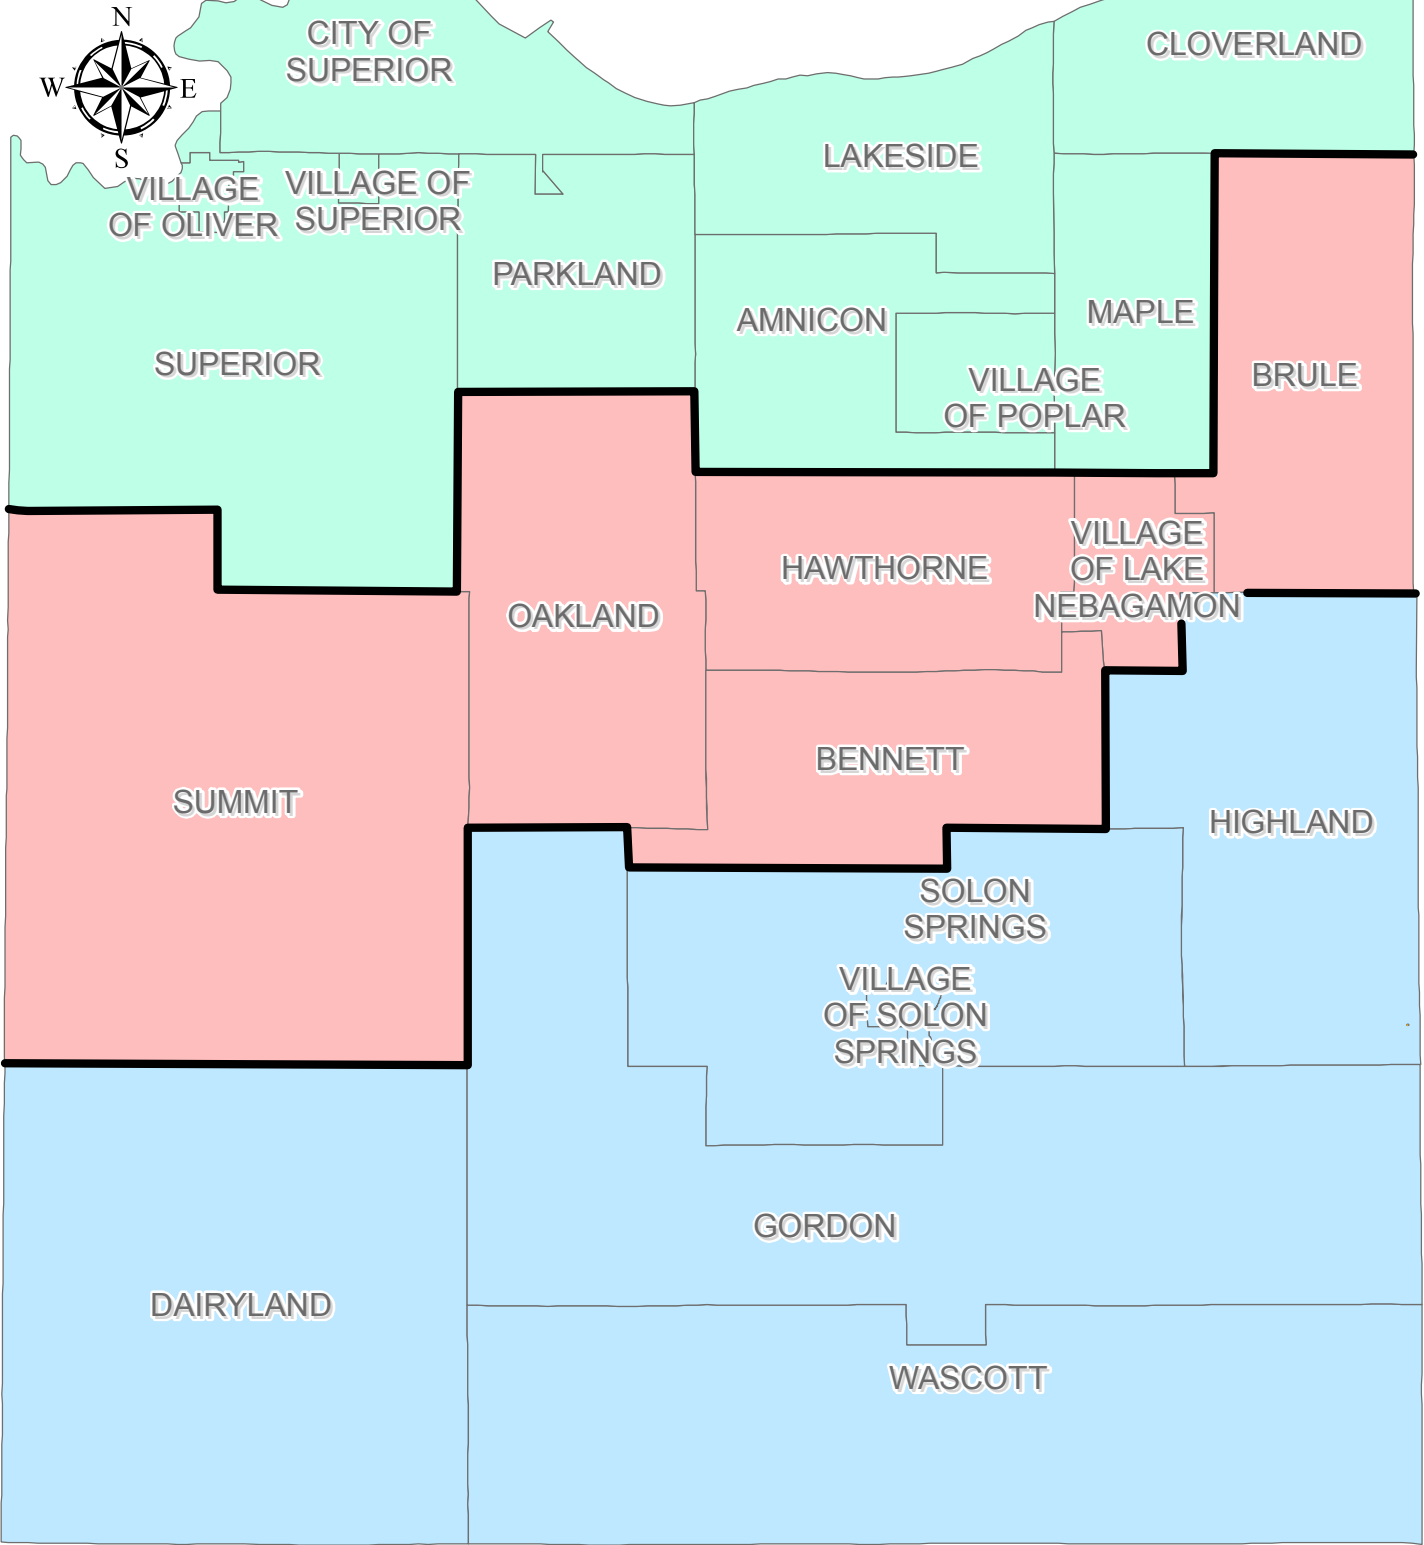 N
W
E
S
CITY OF
SUPERIOR
CLOVERLAND
LAKESIDE
VILLAGE
OF OLIVER
VILLAGE OF
SUPERIOR
PARKLAND
AMNICON
MAPLE
SUPERIOR
VILLAGE
OF POPLAR
BRULE
HAWTHORNE
VILLAGE
OF LAKE
NEBAGAMON
OAKLAND
BENNETT
SUMMIT
HIGHLAND
SOLON
SPRINGS
VILLAGE
OF SOLON
SPRINGS
GORDON
DAIRYLAND
WASCOTT